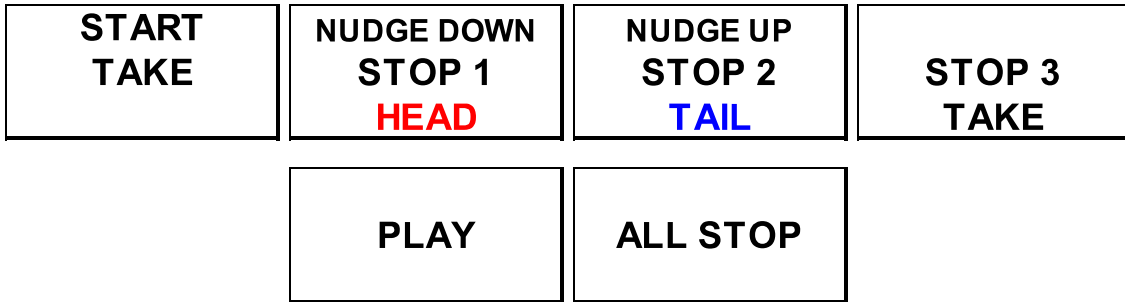 START
TAKE
NUDGE DOWN
STOP 1
HEAD
NUDGE UP
STOP 2
TAIL
STOP 3
TAKE
PLAY
ALL STOP